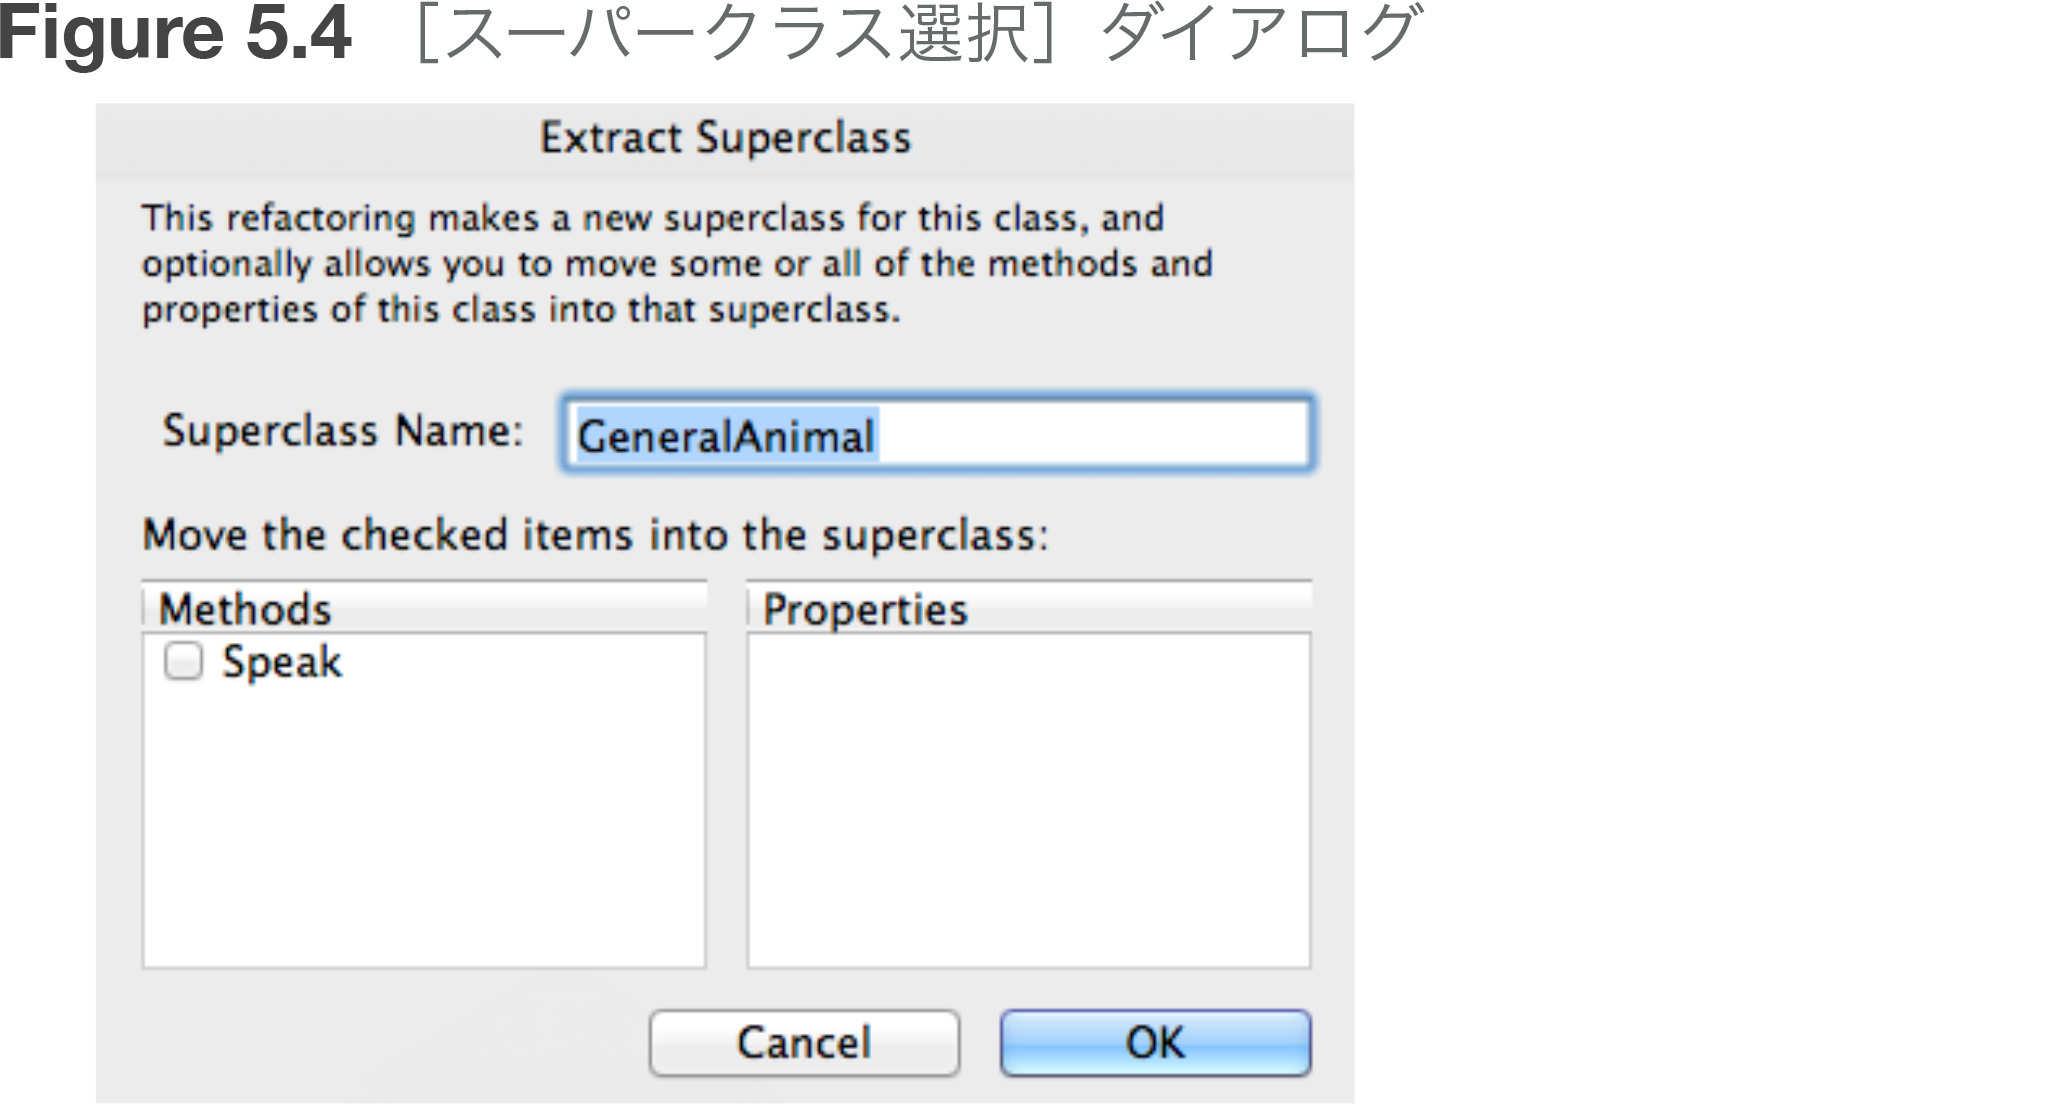 Figure 5.4 ［スーパークラス選択］ダイアログ
Extract Superclass
This refactoring makes a new superclass for this class, and
optionally allows you to move some or all of the methods and
properties of this class into that superclass.
Superclass Name: GeneralAnimal
Move the checked items into the superclass:
Methods Properties
Speak
Cancel OK